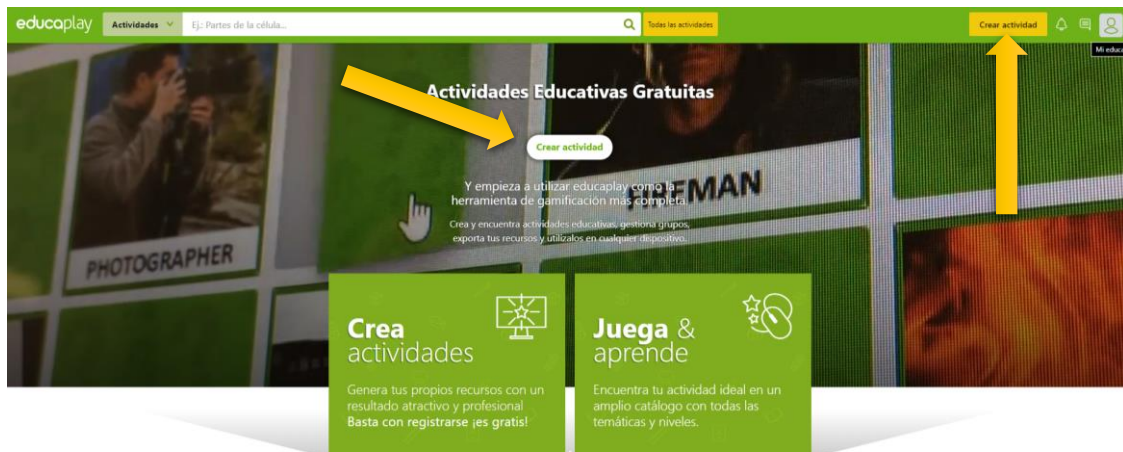 educaplay
Actividades
Ej.: Partes de la célula...
Todas las actividades
Crear actividad
Mi educa
Actividades Educativas Gratuitas
Crear actividad
Y empieza a utilizar educaplay como la
herramienta de gamificación más completa.
Crea y encuentra actividades educativas, gestiona grupos,
exporta tus recursos y utilízalos en cualquier dispositivo.
FIREMAN
PHOTOGRAPHER
Crea
actividades
Genera tus propios recursos con un
resultado atractivo y profesional
Basta con registrarse ¡es gratis!
Juega &
aprende
Encuentra tu actividad ideal en un
amplio catálogo con todas las
temáticas y niveles.